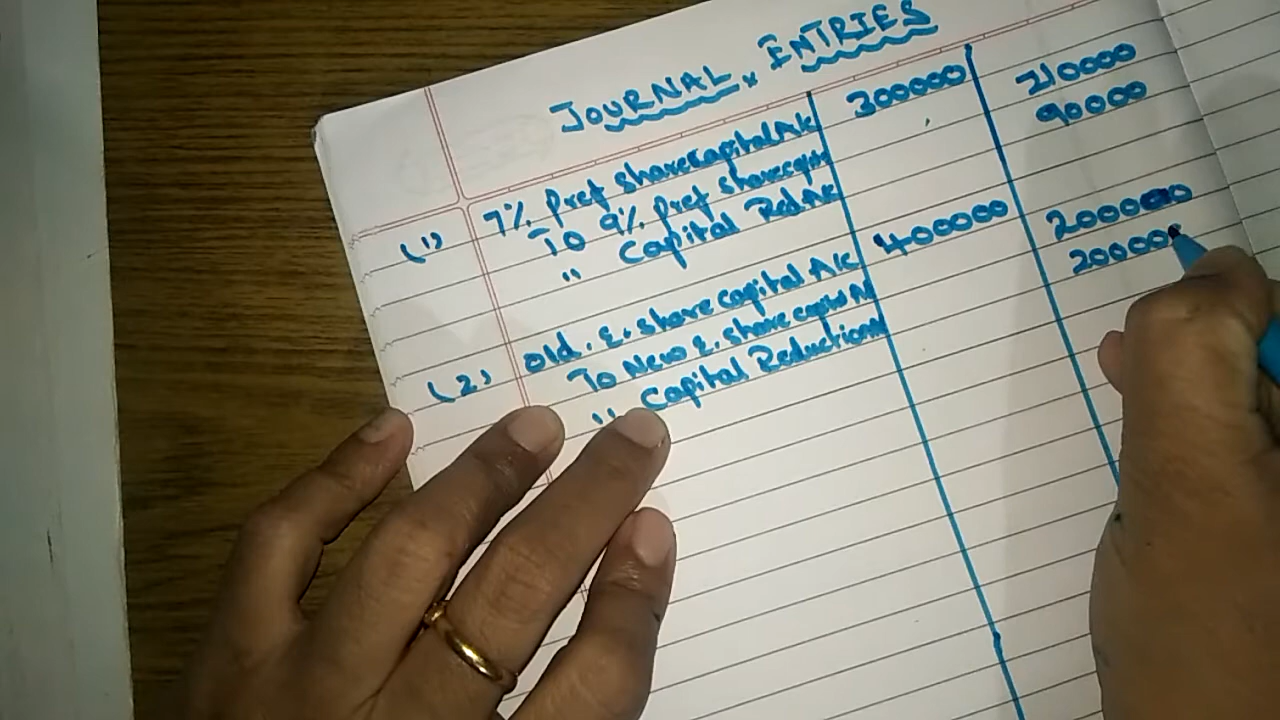 JOURNAL ENTRIES
(1) 7% Pref share capital A/c 300000
To 9% Pref share capit 210000
" Capital Red A/c 90000
(2) Old. E. share capital A/c 400000
To New E. share capital A/ 200000
" Capital Reduction 200000